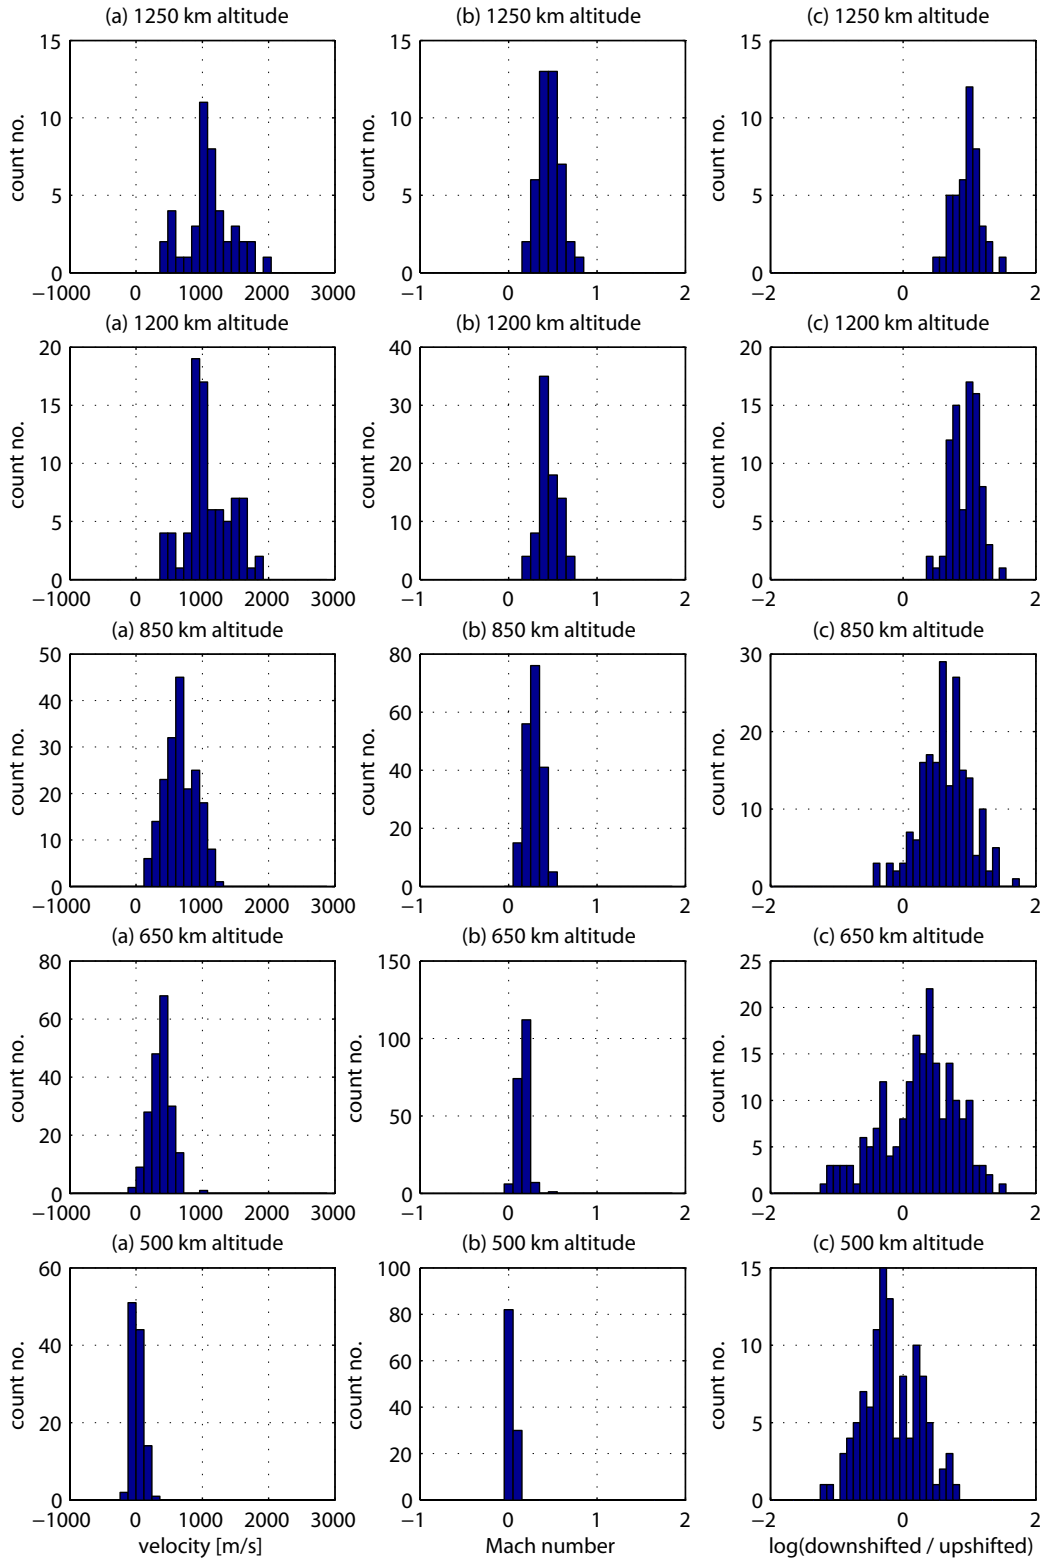 (a) 1250 km altitude
(b) 1250 km altitude
(c) 1250 km altitude
15
10
5
0
count no.
−1000 0 1000 2000 3000
15
10
5
0
count no.
−1 0 1 2
15
10
5
0
count no.
−2 0 2
(a) 1200 km altitude
(b) 1200 km altitude
(c) 1200 km altitude
20
15
10
5
0
count no.
−1000 0 1000 2000 3000
40
30
20
10
0
count no.
−1 0 1 2
20
15
10
5
0
count no.
−2 0 2
(a) 850 km altitude
(b) 850 km altitude
(c) 850 km altitude
50
40
30
20
10
0
count no.
−1000 0 1000 2000 3000
80
60
40
20
0
count no.
−1 0 1 2
30
20
10
0
count no.
−2 0 2
(a) 650 km altitude
(b) 650 km altitude
(c) 650 km altitude
80
60
40
20
0
count no.
−1000 0 1000 2000 3000
150
100
50
0
count no.
−1 0 1 2
25
20
15
10
5
0
count no.
−2 0 2
(a) 500 km altitude
(b) 500 km altitude
(c) 500 km altitude
60
40
20
0
count no.
−1000 0 1000 2000 3000
velocity [m/s]
100
80
60
40
20
0
count no.
−1 0 1 2
Mach number
15
10
5
0
count no.
−2 0 2
log(downshifted / upshifted)